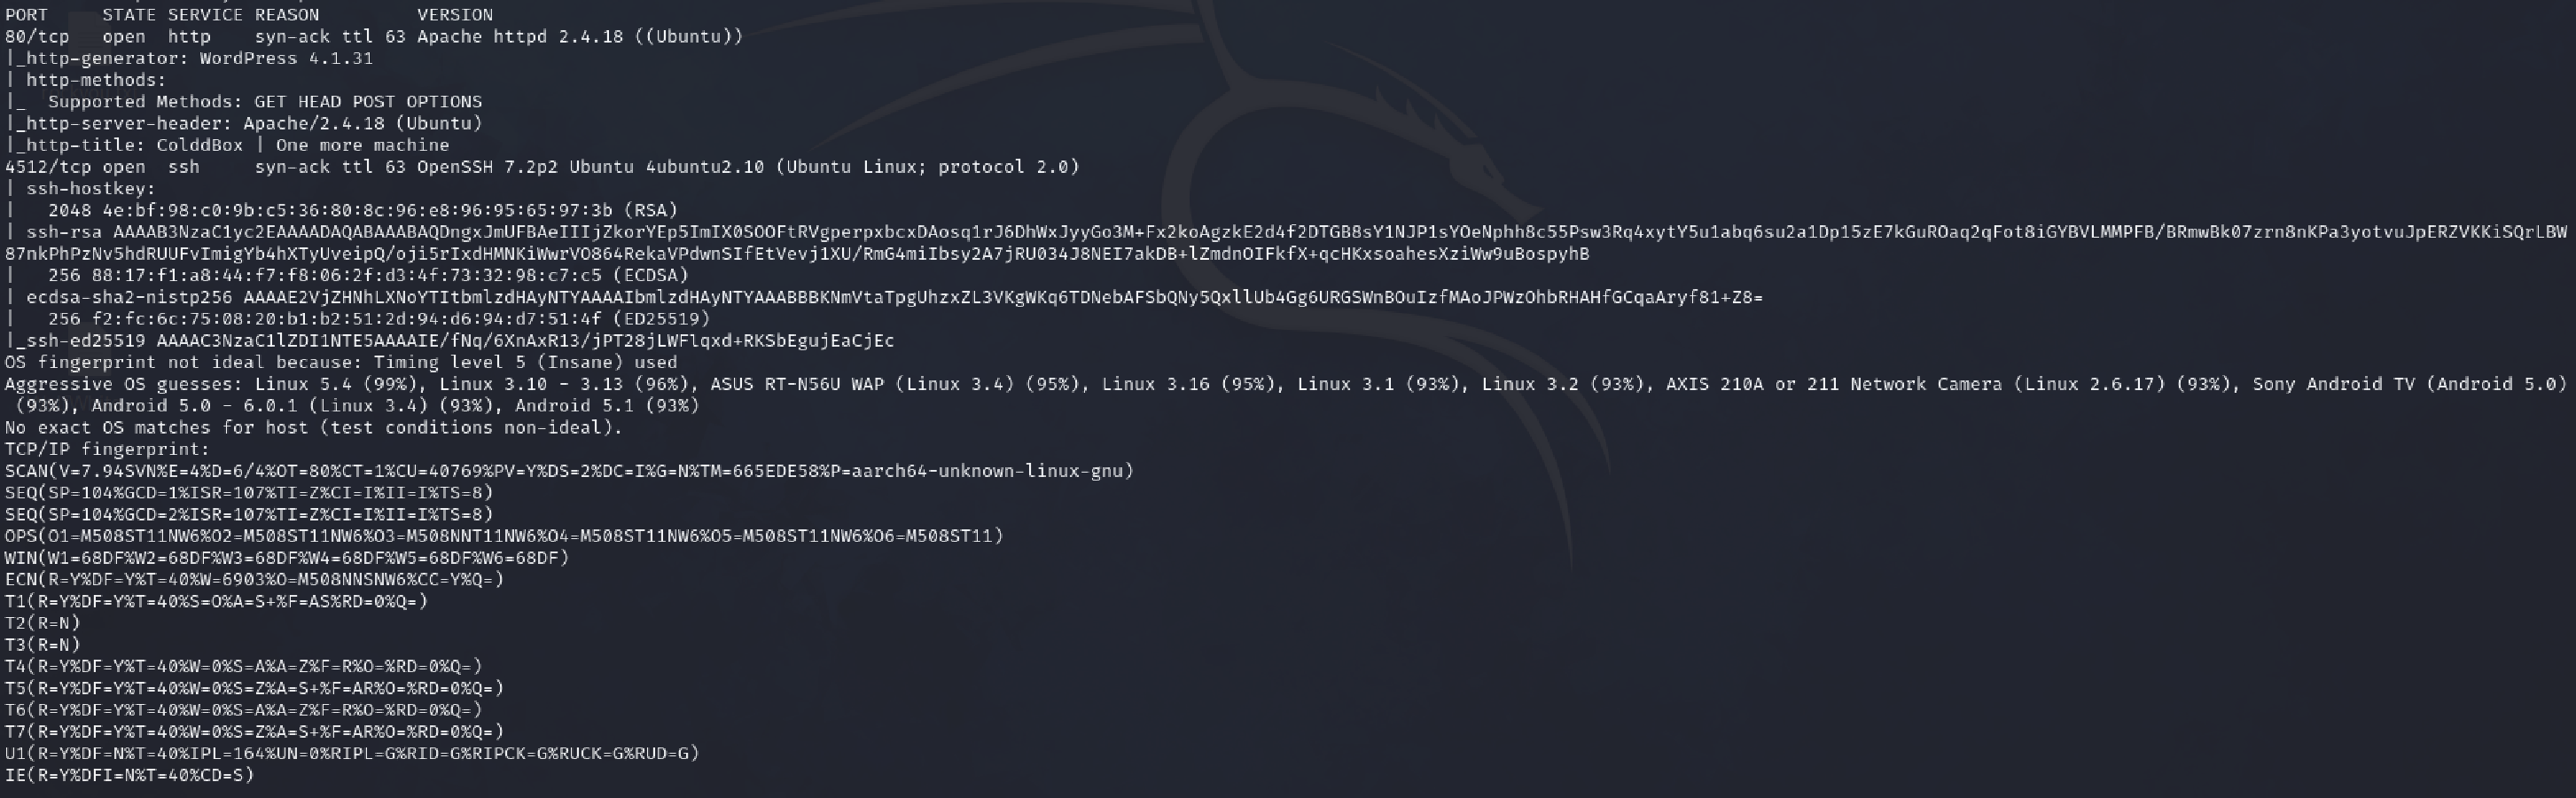 PORT     STATE SERVICE REASON         VERSION
80/tcp   open  http    syn-ack ttl 63 Apache httpd 2.4.18 ((Ubuntu))
|_http-generator: WordPress 4.1.31
| http-methods:
|_  Supported Methods: GET HEAD POST OPTIONS
|_http-server-header: Apache/2.4.18 (Ubuntu)
|_http-title: ColddBox | One more machine
4512/tcp open  ssh     syn-ack ttl 63 OpenSSH 7.2p2 Ubuntu 4ubuntu2.10 (Ubuntu Linux; protocol 2.0)
| ssh-hostkey:
|   2048 4e:bf:98:c0:9b:c5:36:80:8c:96:e8:96:95:65:97:3b (RSA)
| ssh-rsa AAAAB3NzaC1yc2EAAAADAQABAAABAQDngxJmUFBAeIIIjZkorYEp5ImIX0SOOFtRVgperpxbcxDAosq1rJ6DhWxJyyGo3M+Fx2koAgzkE2d4f2DTGB8sY1NJP1sYOeNphh8c55Psw3Rq4xytY5u1abq6su2a1Dp15zE7kGuROaq2qFot8iGYBVLMMPFB/BRmwBk07zrn8nKPa3yotvuJpERZVKKiSQrLBW
87nkPhPzNv5hdRUUFvImigYb4hXTyUveipQ/oji5rIxdHMNKiWwrVO864RekaVPdwnSIfEtVevj1XU/RmG4miIbsy2A7jRU034J8NEI7akDB+lZmdnOIFkfX+qcHKxsoahesXziWw9uBospyhB
|   256 88:17:f1:a8:44:f7:f8:06:2f:d3:4f:73:32:98:c7:c5 (ECDSA)
| ecdsa-sha2-nistp256 AAAAE2VjZHNhLXNoYTItbmlzdHAyNTYAAAAIbmlzdHAyNTYAAABBBKNmVtaTpgUhzxZL3VKgWKq6TDNebAFSbQNy5QxllUb4Gg6URGSWnBOuIzfMAoJPWzOhbRHAHfGCqaAryf81+Z8=
|   256 f2:fc:6c:75:08:20:b1:b2:51:2d:94:d6:94:d7:51:4f (ED25519)
|_ssh-ed25519 AAAAC3NzaC1lZDI1NTE5AAAAIE/fNq/6XnAxR13/jPT28jLWFlqxd+RKSbEgujEaCjEc
OS fingerprint not ideal because: Timing level 5 (Insane) used
Aggressive OS guesses: Linux 5.4 (99%), Linux 3.10 - 3.13 (96%), ASUS RT-N56U WAP (Linux 3.4) (95%), Linux 3.16 (95%), Linux 3.1 (93%), Linux 3.2 (93%), AXIS 210A or 211 Network Camera (Linux 2.6.17) (93%), Sony Android TV (Android 5.0)
 (93%), Android 5.0 - 6.0.1 (Linux 3.4) (93%), Android 5.1 (93%)
No exact OS matches for host (test conditions non-ideal).
TCP/IP fingerprint:
SCAN(V=7.94SVN%E=4%D=6/4%OT=80%CT=1%CU=40769%PV=Y%DS=2%DC=I%G=N%TM=665EDE58%P=aarch64-unknown-linux-gnu)
SEQ(SP=104%GCD=1%ISR=107%TI=Z%CI=I%II=I%TS=8)
SEQ(SP=104%GCD=2%ISR=107%TI=Z%CI=I%II=I%TS=8)
OPS(O1=M508ST11NW6%O2=M508ST11NW6%O3=M508NNT11NW6%O4=M508ST11NW6%O5=M508ST11NW6%O6=M508ST11)
WIN(W1=68DF%W2=68DF%W3=68DF%W4=68DF%W5=68DF%W6=68DF)
ECN(R=Y%DF=Y%T=40%W=6903%O=M508NNSNW6%CC=Y%Q=)
T1(R=Y%DF=Y%T=40%S=O%A=S+%F=AS%RD=0%Q=)
T2(R=N)
T3(R=N)
T4(R=Y%DF=Y%T=40%W=0%S=A%A=Z%F=R%O=%RD=0%Q=)
T5(R=Y%DF=Y%T=40%W=0%S=Z%A=S+%F=AR%O=%RD=0%Q=)
T6(R=Y%DF=Y%T=40%W=0%S=A%A=Z%F=R%O=%RD=0%Q=)
T7(R=Y%DF=Y%T=40%W=0%S=Z%A=S+%F=AR%O=%RD=0%Q=)
U1(R=Y%DF=N%T=40%IPL=164%UN=0%RIPL=G%RID=G%RIPCK=G%RUCK=G%RUD=G)
IE(R=Y%DFI=N%T=40%CD=S)